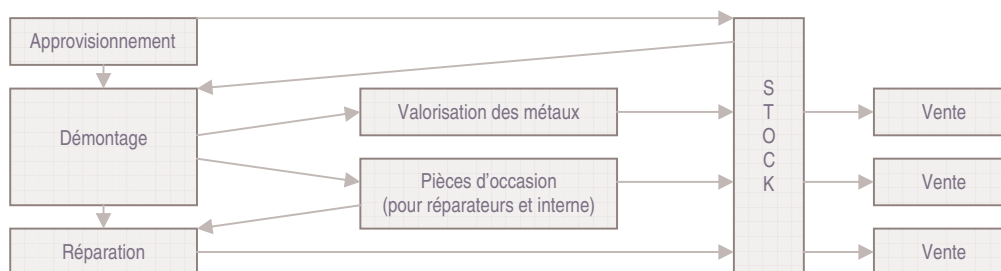 Approvisionnement
Démontage
Valorisation des métaux
Pièces d’occasion
(pour réparateurs et interne)
Réparation
S
T
O
C
K
Vente
Vente
Vente